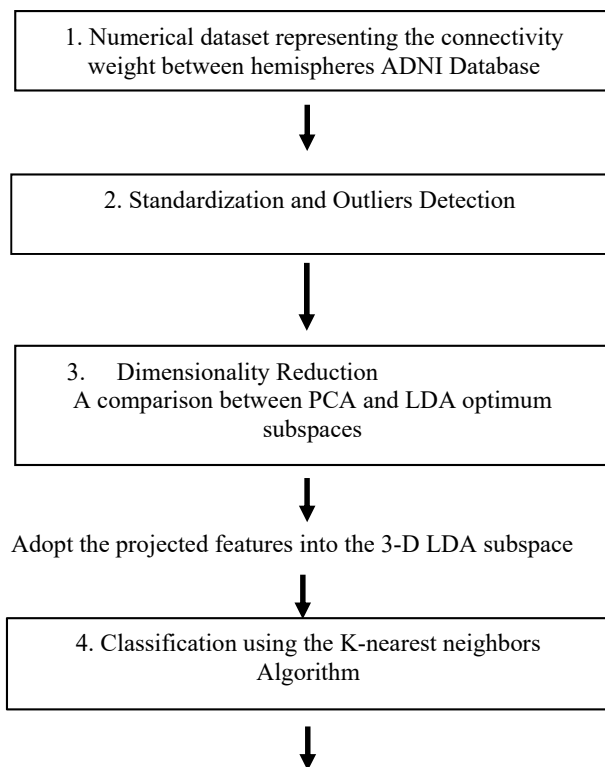 1. Numerical dataset representing the connectivity
weight between hemispheres ADNI Database
2. Standardization and Outliers Detection
3. Dimensionality Reduction
A comparison between PCA and LDA optimum
subspaces
Adopt the projected features into the 3-D LDA subspace
4. Classification using the K-nearest neighbors
Algorithm